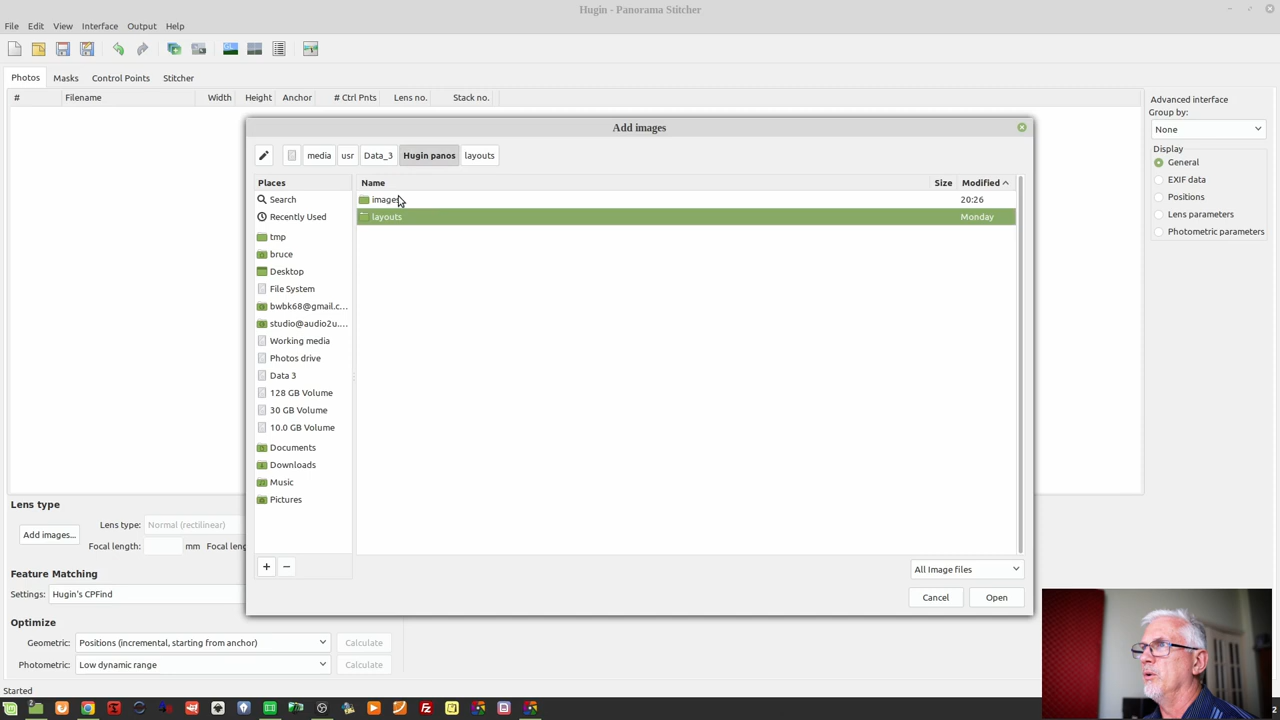 Hugin - Panorama Stitcher
File Edit View Interface Output Help
Photos Masks Control Points Stitcher
# Filename Width Height Anchor # Ctrl Pnts Lens no. Stack no.
Advanced interface
Group by:
None
Display
General
EXIF data
Positions
Lens parameters
Photometric parameters
Add images
media usr Data_3 Hugin panos layouts
Places Name Size Modified
Search images 20:26
Recently Used layouts Monday
tmp
bruce
Desktop
File System
bwbk68@gmail.c...
studio@audio2u....
Working media
Photos drive
Data 3
128 GB Volume
30 GB Volume
10.0 GB Volume
Documents
Downloads
Music
Pictures
+ −
All Image files
Cancel Open
Lens type
Add images... Lens type: Normal (rectilinear)
Focal length: mm Focal leng
Feature Matching
Settings: Hugin's CPFind
Optimize
Geometric: Positions (incremental, starting from anchor) Calculate
Photometric: Low dynamic range Calculate
Started